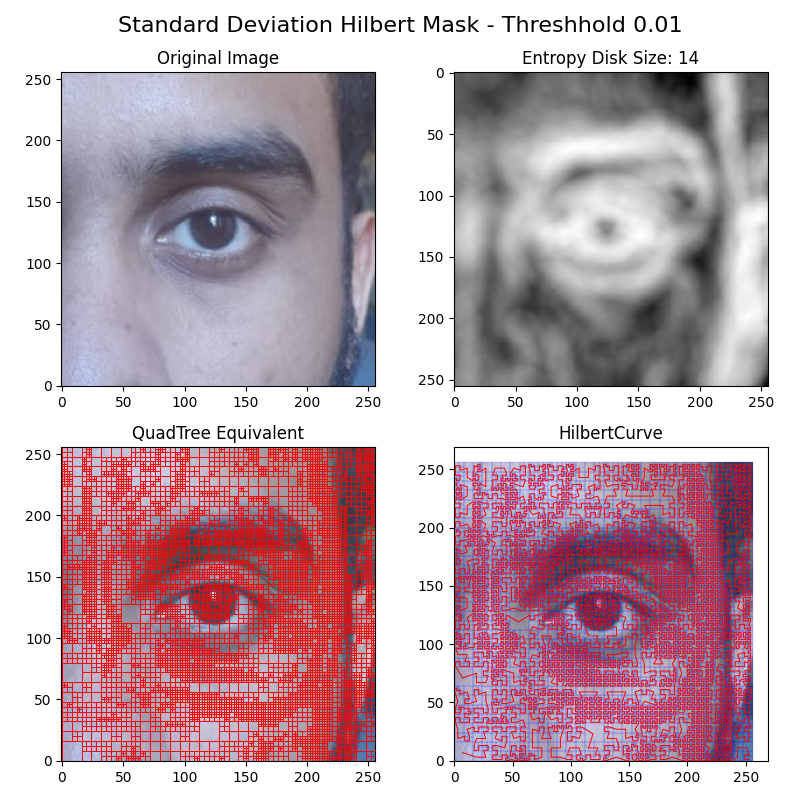 Standard Deviation Hilbert Mask - Threshhold 0.01
Original Image
Entropy Disk Size: 14
250
200
150
100
50
0
0 50 100 150 200 250
0
50
100
150
200
250
0 50 100 150 200 250
QuadTree Equivalent
HilbertCurve
250
200
150
100
50
0
0 50 100 150 200 250
250
200
150
100
50
0
0 50 100 150 200 250